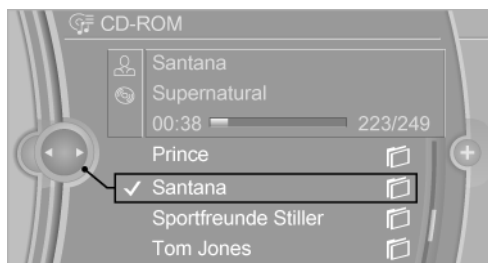 CD-ROM
Santana
Supernatural
00:38 223/249
Prince
Santana
Sportfreunde Stiller
Tom Jones